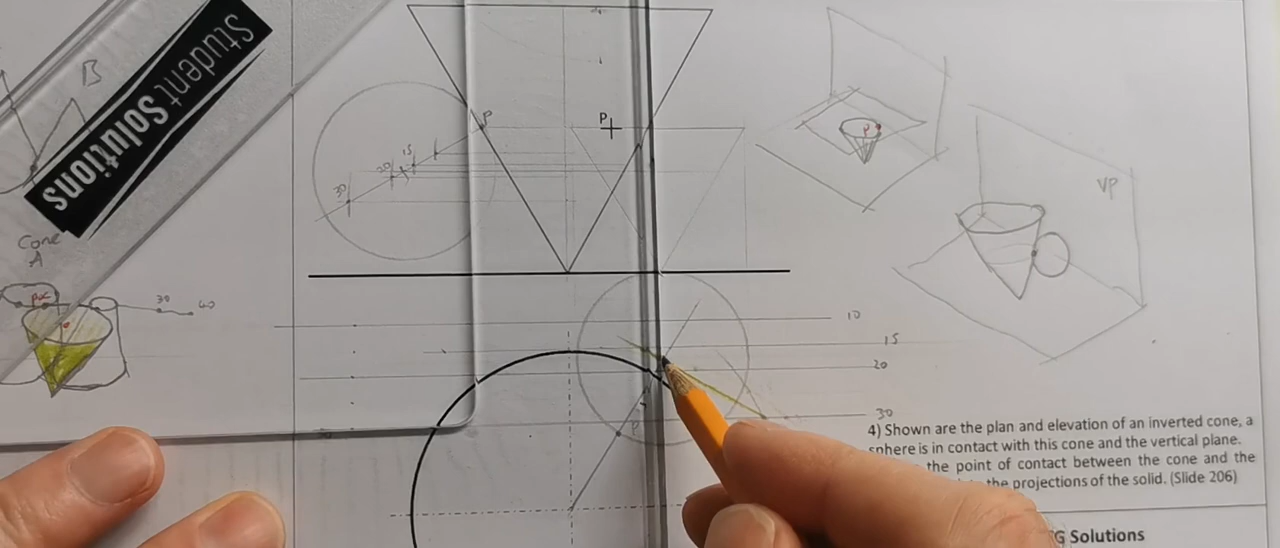 Student Solutions
B
Cone
A
30
40
30
20
15
P
P
P
VP
10
15
20
30
P
4) Shown are the plan and elevation of an inverted cone, a
sphere is in contact with this cone and the vertical plane.
the point of contact between the cone and the
the projections of the solid. (Slide 206)
G Solutions